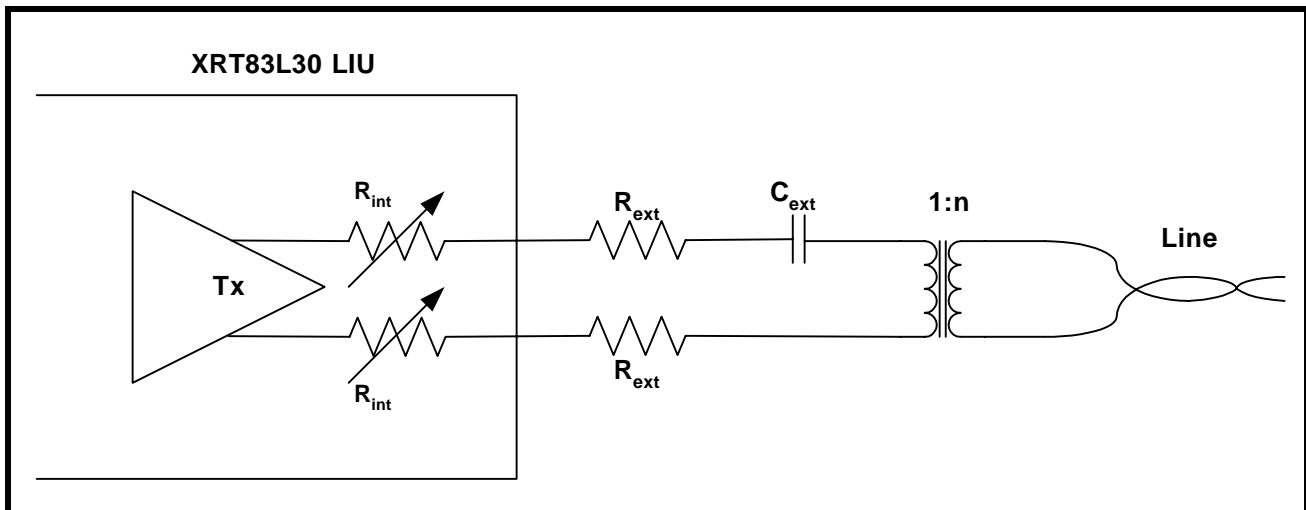 XRT83L30 LIU
R_int
R_ext
C_ext
1:n
Line
Tx
R_int
R_ext